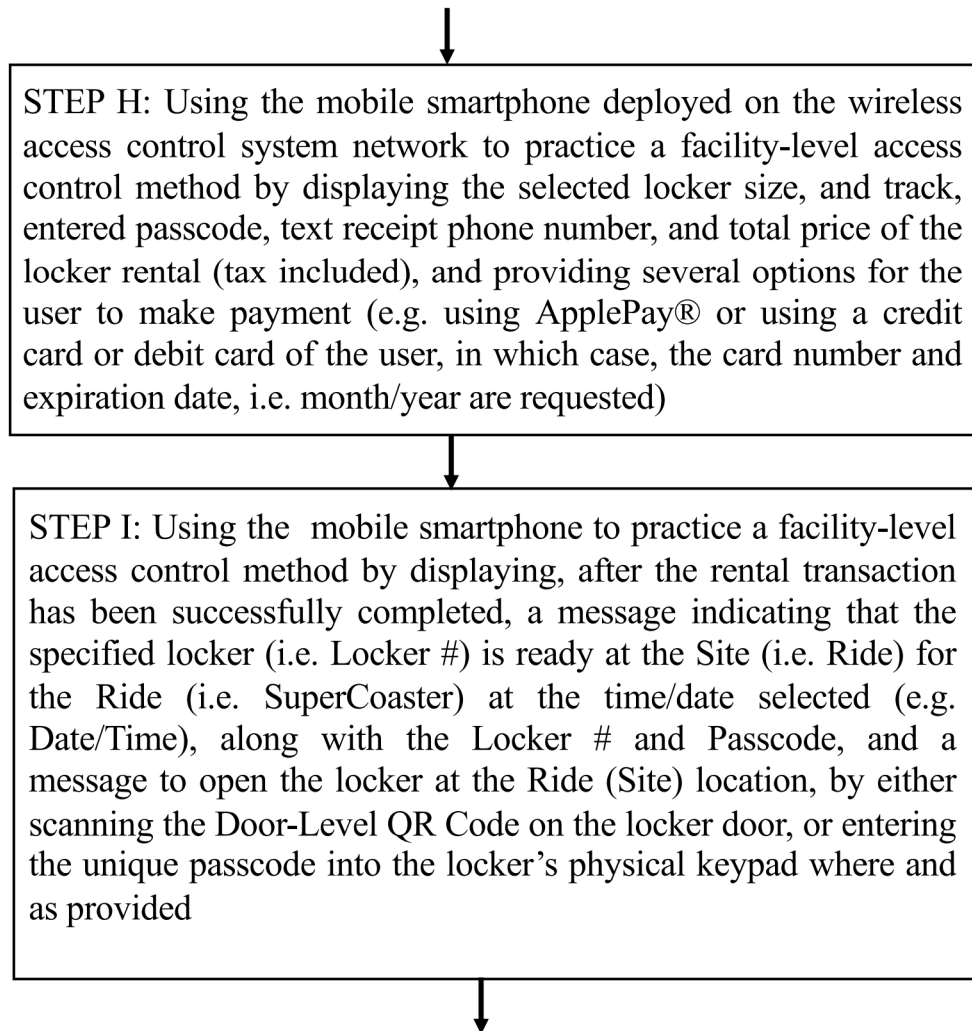 STEP H: Using the mobile smartphone deployed on the wireless
access control system network to practice a facility-level access
control method by displaying the selected locker size, and track,
entered passcode, text receipt phone number, and total price of the
locker rental (tax included), and providing several options for the
user to make payment (e.g. using ApplePay® or using a credit
card or debit card of the user, in which case, the card number and
expiration date, i.e. month/year are requested)
STEP I: Using the mobile smartphone to practice a facility-level
access control method by displaying, after the rental transaction
has been successfully completed, a message indicating that the
specified locker (i.e. Locker #) is ready at the Site (i.e. Ride) for
the Ride (i.e. SuperCoaster) at the time/date selected (e.g.
Date/Time), along with the Locker # and Passcode, and a
message to open the locker at the Ride (Site) location, by either
scanning the Door-Level QR Code on the locker door, or entering
the unique passcode into the locker’s physical keypad where and
as provided